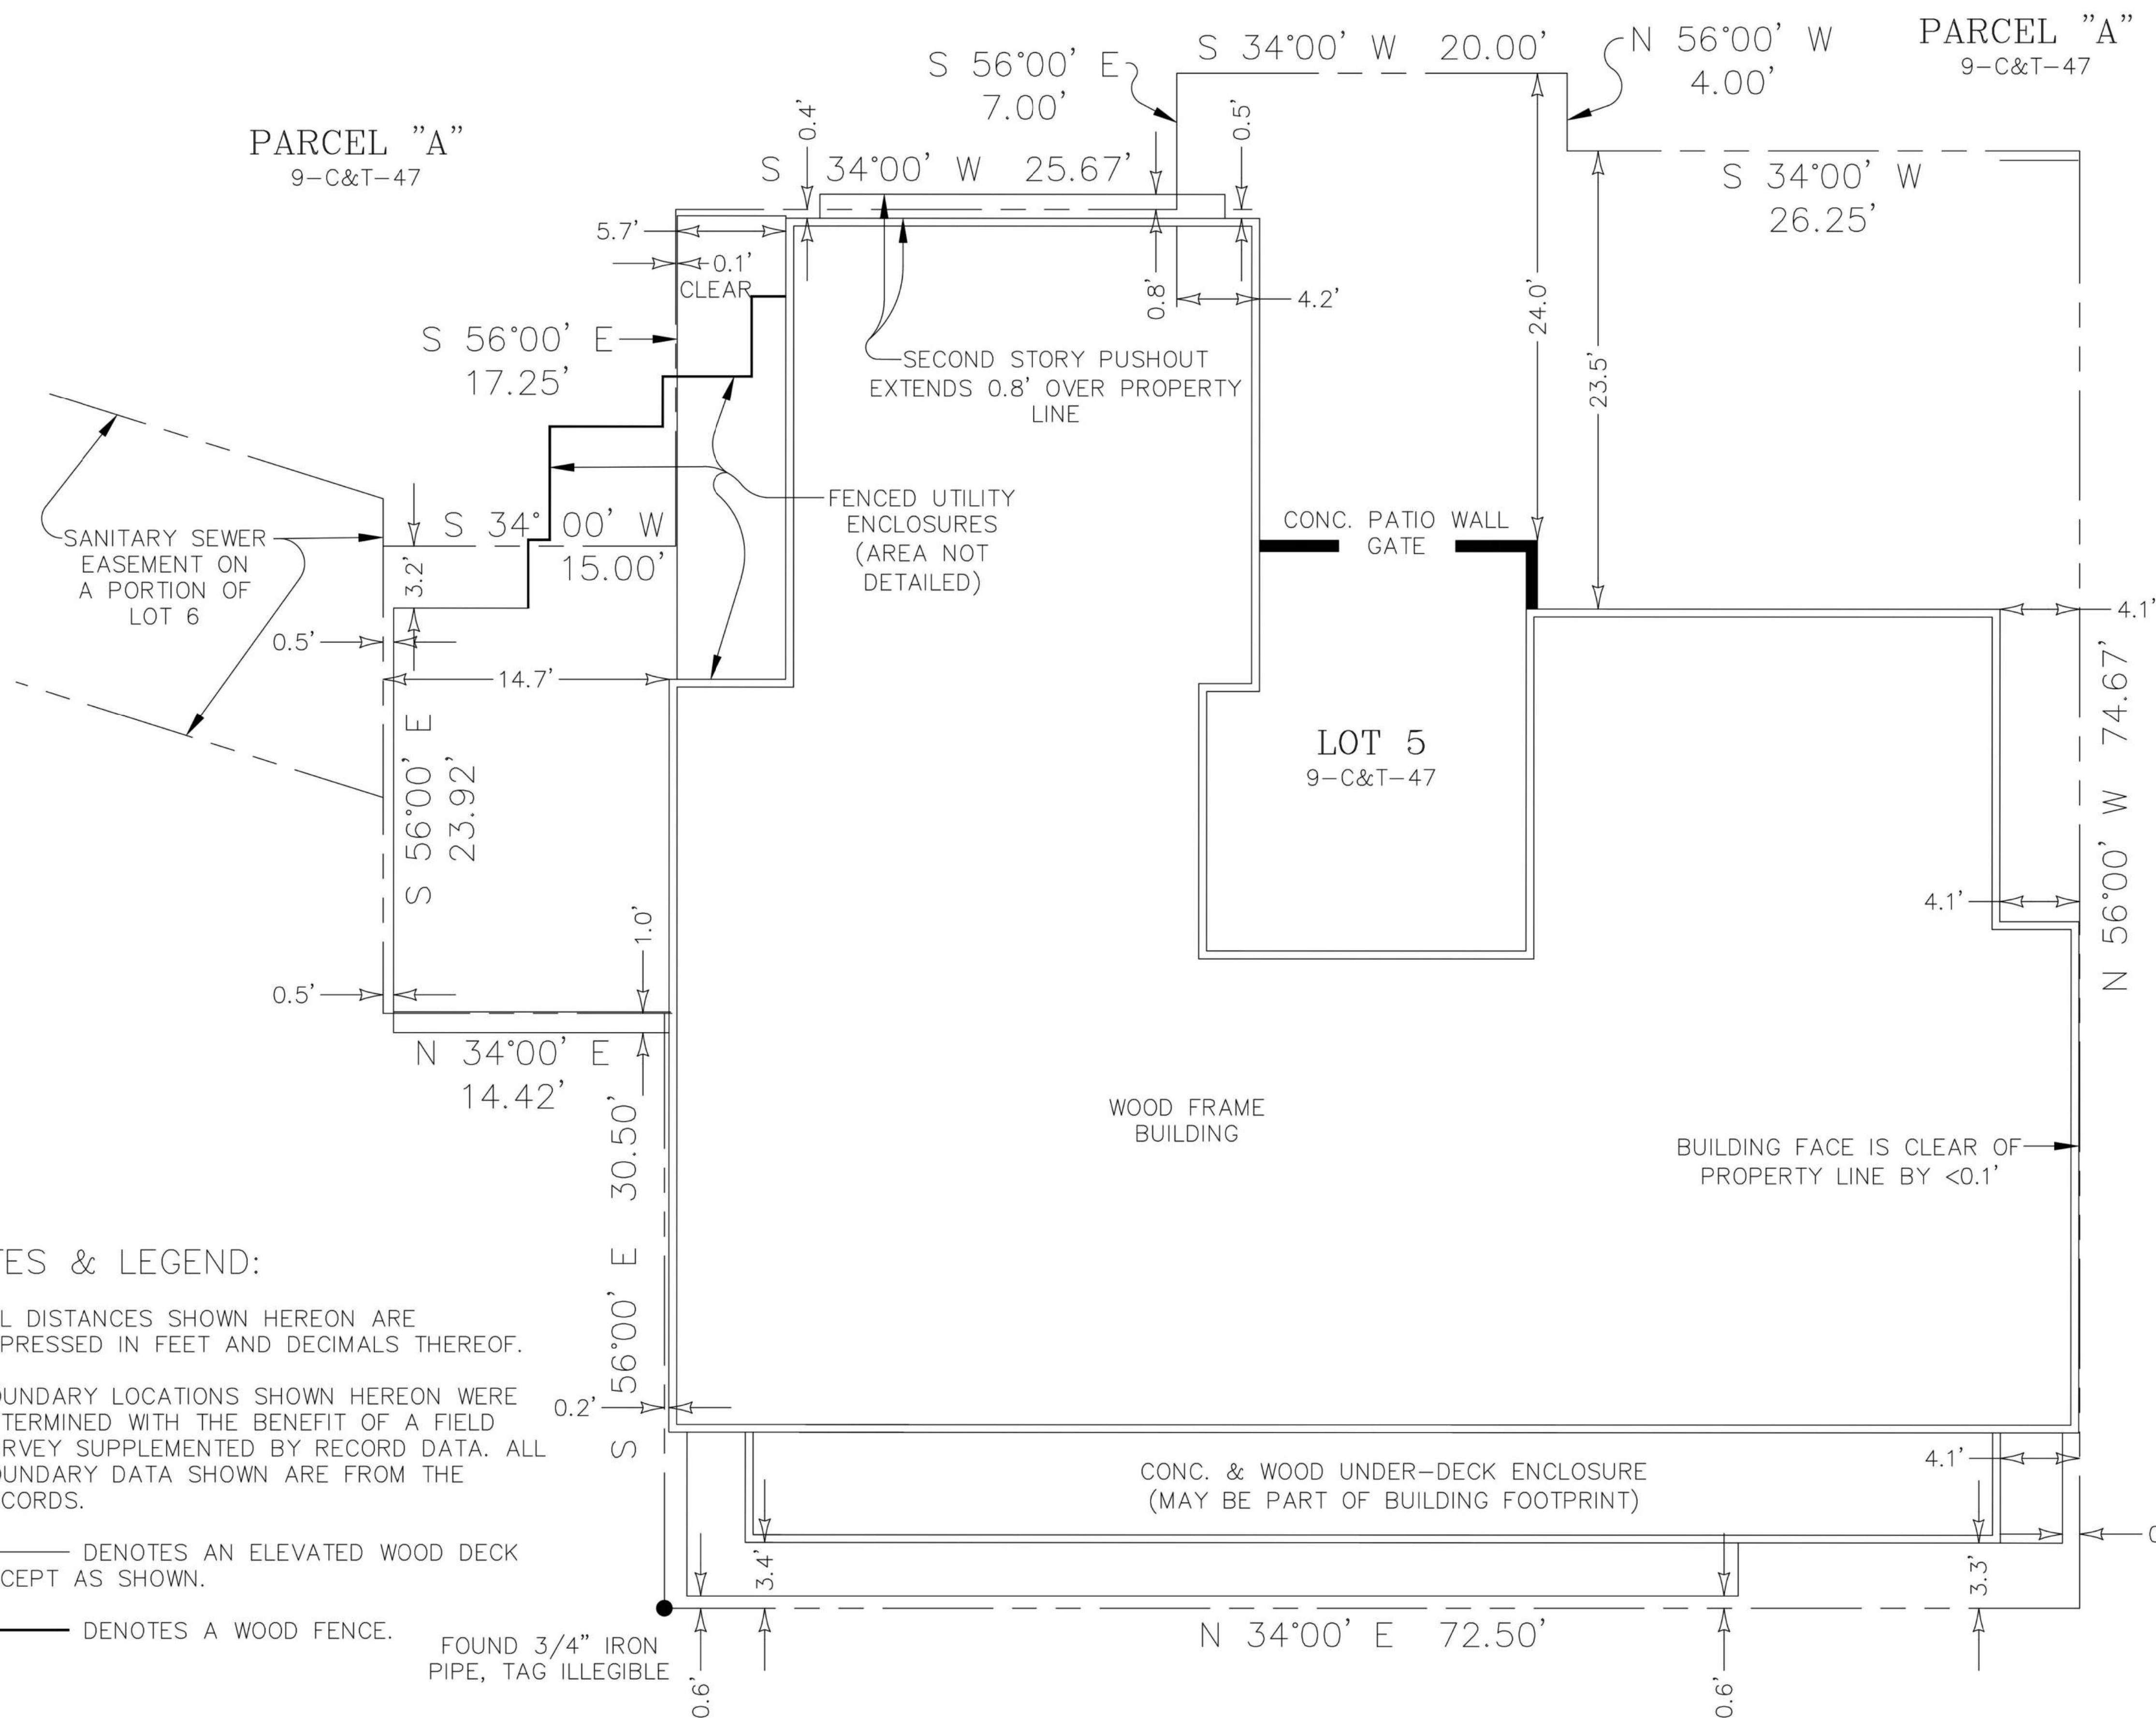 PARCEL "A"
9-C&T-47
S 56°00' E
7.00'
S 34°00' W 20.00'
N 56°00' W
4.00'
PARCEL "A"
9-C&T-47
S 34°00' W 25.67'
0.4'
0.5'
S 34°00' W
26.25'
5.7'
0.1'
CLEAR
0.8'
4.2'
24.0'
23.5'
S 56°00' E
17.25'
SECOND STORY PUSHOUT
EXTENDS 0.8' OVER PROPERTY
LINE
SANITARY SEWER
EASEMENT ON
A PORTION OF
LOT 6
S 34° 00' W
15.00'
3.2'
FENCED UTILITY
ENCLOSURES
(AREA NOT
DETAILED)
CONC. PATIO WALL
GATE
4.1'
0.5'
14.7'
S 56°00' E
23.92'
LOT 5
9-C&T-47
N 56°00' W 74.67'
4.1'
1.0'
0.5'
N 34°00' E
14.42'
S 56°00' E 30.50'
WOOD FRAME
BUILDING
BUILDING FACE IS CLEAR OF
PROPERTY LINE BY <0.1'
0.2'
CONC. & WOOD UNDER-DECK ENCLOSURE
(MAY BE PART OF BUILDING FOOTPRINT)
4.1'
3.4'
3.3'
0.6'
0.6'
N 34°00' E 72.50'
FOUND 3/4" IRON
PIPE, TAG ILLEGIBLE
& LEGEND:
DISTANCES SHOWN HEREON ARE
IN FEET AND DECIMALS THEREOF.
LOCATIONS SHOWN HEREON WERE
WITH THE BENEFIT OF A FIELD
SUPPLEMENTED BY RECORD DATA. ALL
DATA SHOWN ARE FROM THE
DENOTES AN ELEVATED WOOD DECK
AS SHOWN.
DENOTES A WOOD FENCE.